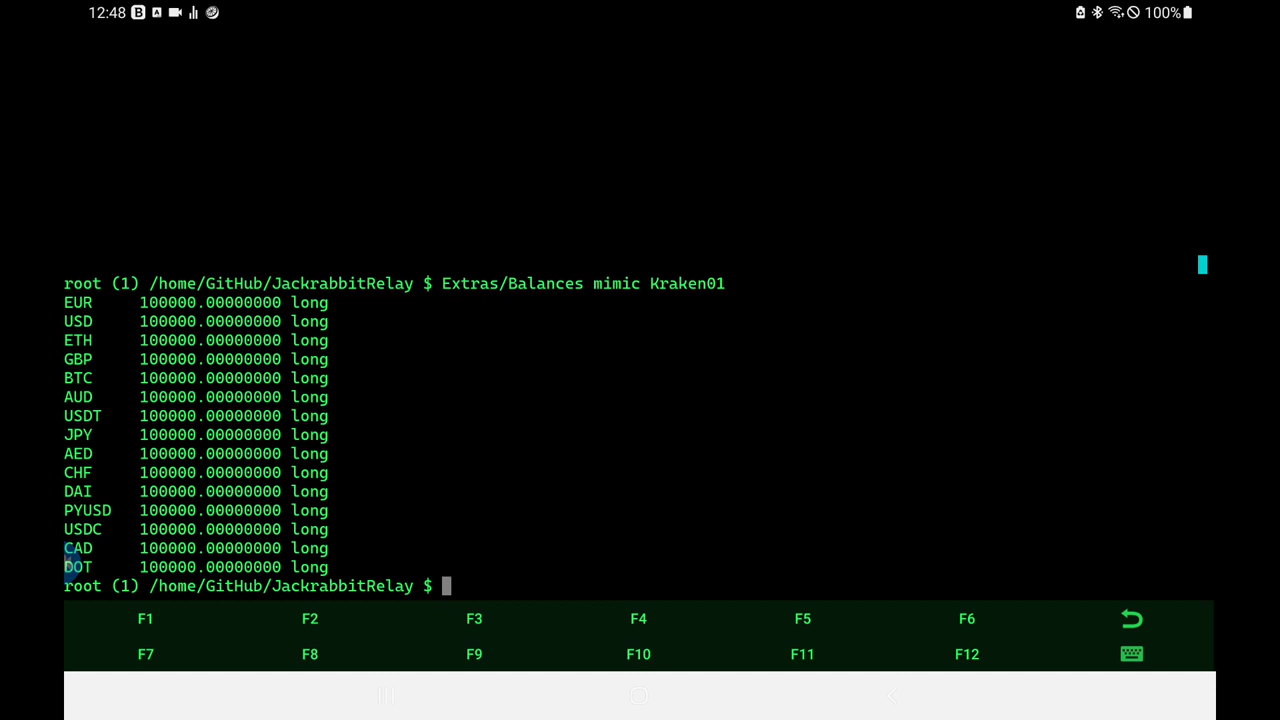 12:48 B A 100%
root (1) /home/GitHub/JackrabbitRelay $ Extras/Balances mimic Kraken01
EUR 100000.00000000 long
USD 100000.00000000 long
ETH 100000.00000000 long
GBP 100000.00000000 long
BTC 100000.00000000 long
AUD 100000.00000000 long
USDT 100000.00000000 long
JPY 100000.00000000 long
AED 100000.00000000 long
CHF 100000.00000000 long
DAI 100000.00000000 long
PYUSD 100000.00000000 long
USDC 100000.00000000 long
CAD 100000.00000000 long
DOT 100000.00000000 long
root (1) /home/GitHub/JackrabbitRelay $
F1 F2 F3 F4 F5 F6
F7 F8 F9 F10 F11 F12